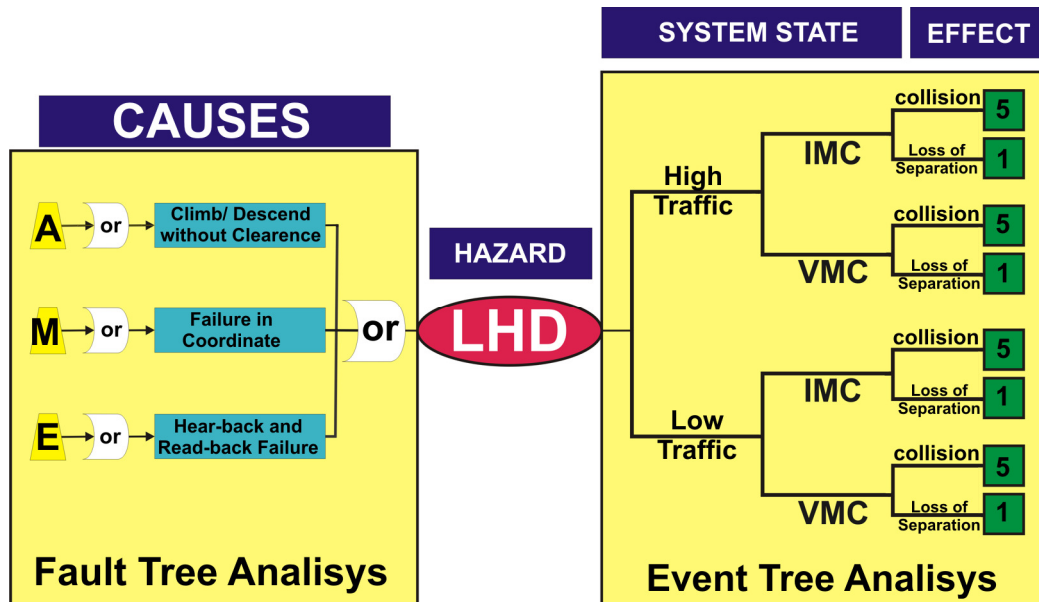 SYSTEM STATE
EFFECT
CAUSES
HAZARD
A
or
Climb/ Descend
without Clearence
M
or
Failure in
Coordinate
E
or
Hear-back and
Read-back Failure
or
LHD
High
Traffic
IMC
collision
5
Loss of
Separation
1
VMC
collision
5
Loss of
Separation
1
Low
Traffic
IMC
collision
5
Loss of
Separation
1
VMC
collision
5
Loss of
Separation
1
Fault Tree Analisys
Event Tree Analisys